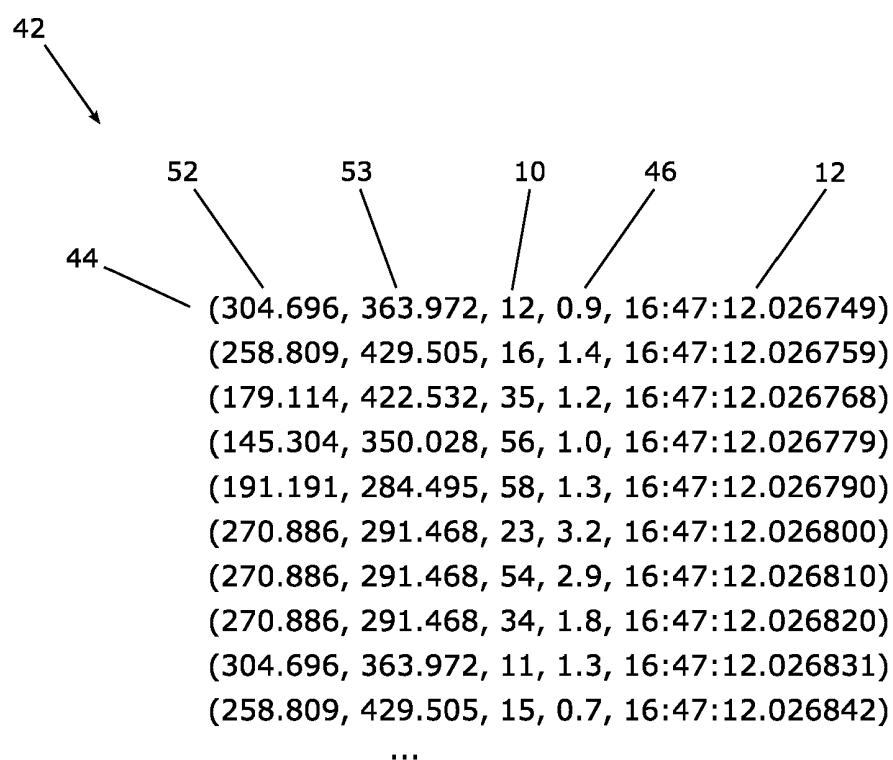 42
52 53 10 46 12
44
(304.696, 363.972, 12, 0.9, 16:47:12.026749)
(258.809, 429.505, 16, 1.4, 16:47:12.026759)
(179.114, 422.532, 35, 1.2, 16:47:12.026768)
(145.304, 350.028, 56, 1.0, 16:47:12.026779)
(191.191, 284.495, 58, 1.3, 16:47:12.026790)
(270.886, 291.468, 23, 3.2, 16:47:12.026800)
(270.886, 291.468, 54, 2.9, 16:47:12.026810)
(270.886, 291.468, 34, 1.8, 16:47:12.026820)
(304.696, 363.972, 11, 1.3, 16:47:12.026831)
(258.809, 429.505, 15, 0.7, 16:47:12.026842)
...